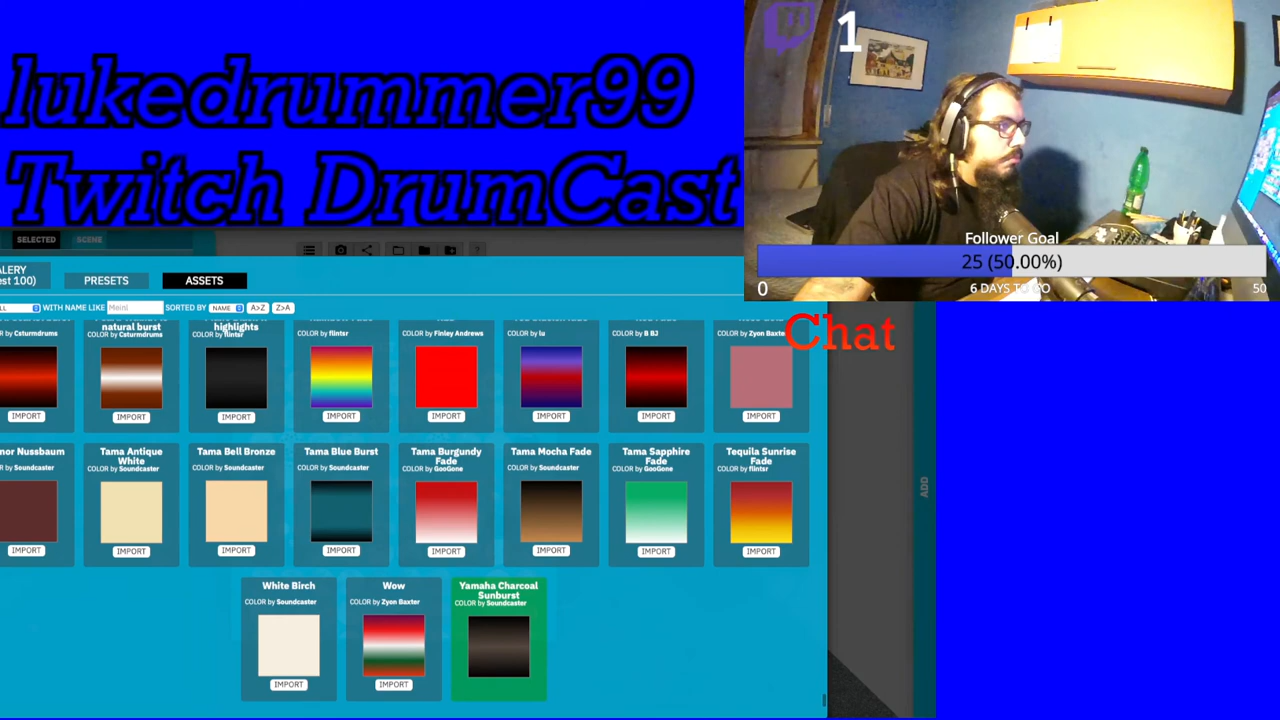 lukedrummer99
Twitch DrumCast
1
Follower Goal
25 (50.00%)
0
6 DAYS TO GO
50
Chat
SELECTED
SCENE
?
PRESETS
ASSETS
WITH NAME LIKE
Meinl
SORTED BY
NAME
A>Z
Z>A
natural burst
highlights
COLOR by Csturmdrums
COLOR by flintsr
COLOR by Finley Andrews
COLOR by lu
COLOR by B BJ
COLOR by Zyon Baxter
IMPORT
IMPORT
IMPORT
IMPORT
IMPORT
IMPORT
IMPORT
IMPORT
Nussbaum
Tama Antique
White
Tama Bell Bronze
Tama Blue Burst
Tama Burgundy
Fade
Tama Mocha Fade
Tama Sapphire
Fade
Tequila Sunrise
Fade
by Soundcaster
COLOR by Soundcaster
COLOR by Soundcaster
COLOR by Soundcaster
COLOR by GooGone
COLOR by Soundcaster
COLOR by GooGone
COLOR by flintsr
IMPORT
IMPORT
IMPORT
IMPORT
IMPORT
IMPORT
IMPORT
IMPORT
White Birch
COLOR by Soundcaster
IMPORT
Wow
COLOR by Zyon Baxter
IMPORT
Yamaha Charcoal
Sunburst
COLOR by Soundcaster
ADD